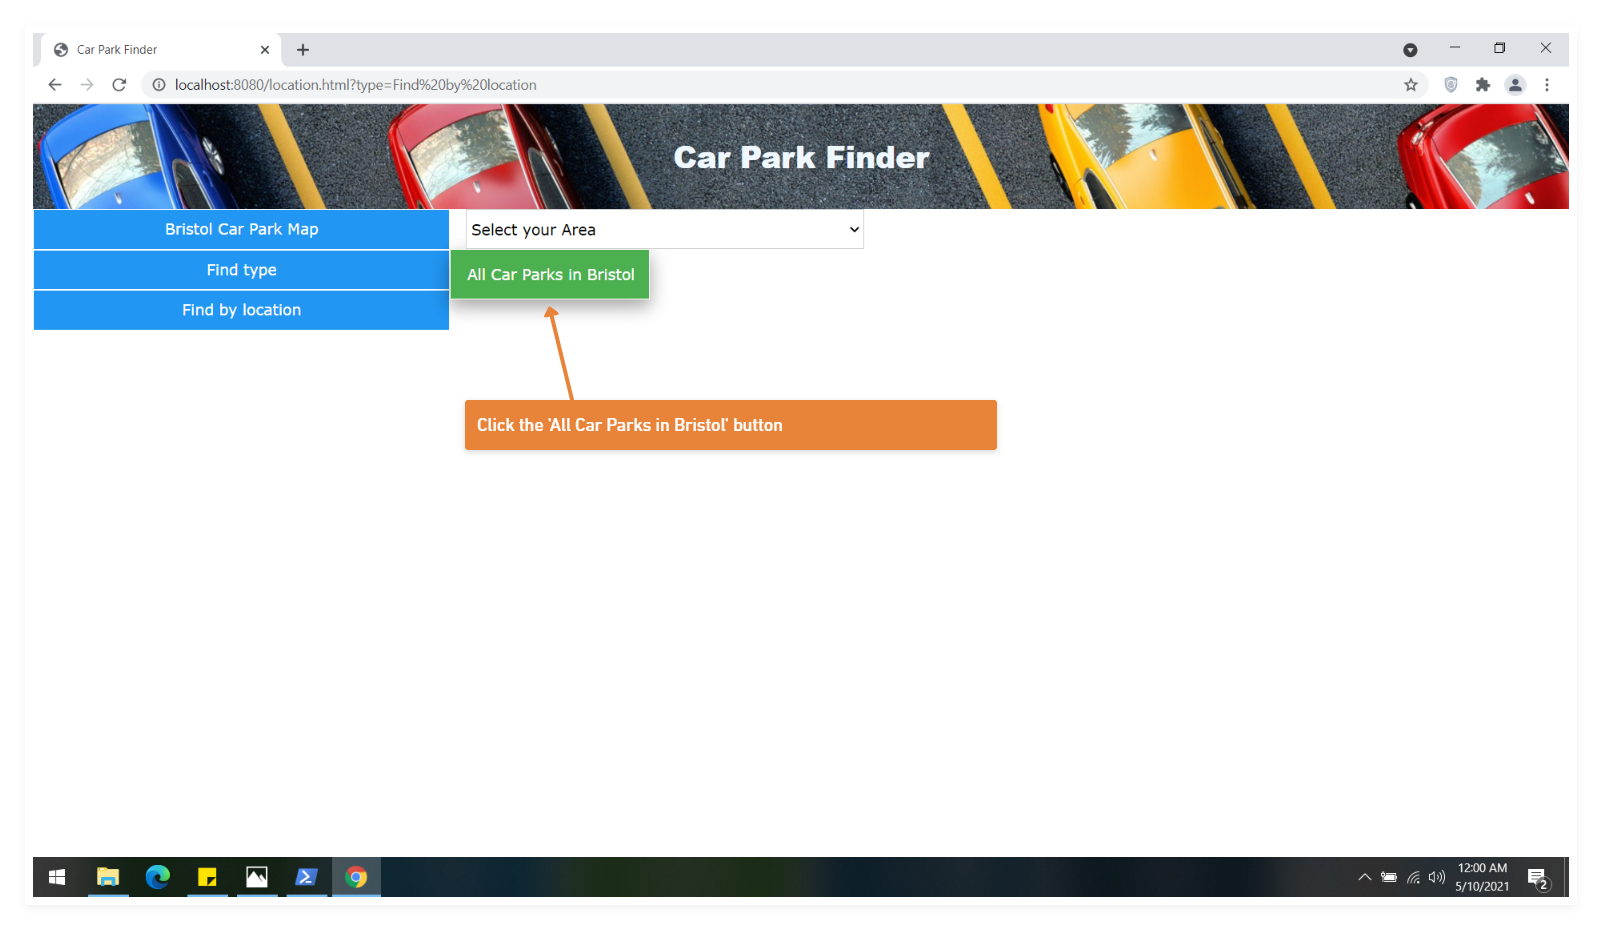 Car Park Finder
localhost:8080/location.html?type=Find%20by%20location
Car Park Finder
Bristol Car Park Map
Select your Area
Find type
All Car Parks in Bristol
Find by location
Click the 'All Car Parks in Bristol' button
12:00 AM
5/10/2021
2